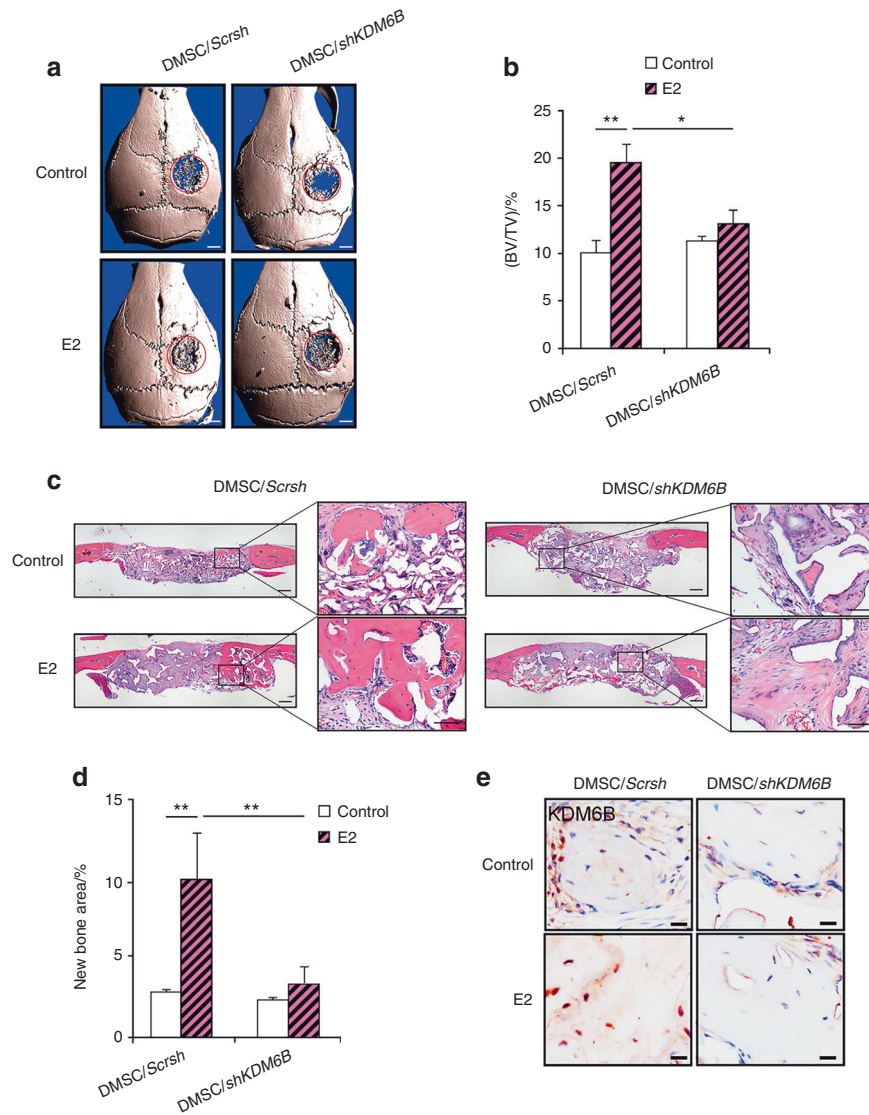 a
DMSC/Scrsh
DMSC/shKDM6B
Control
E2
b
Control
E2
**
*
(BV/TV)/%
25
20
15
10
5
0
DMSC/Scrsh
DMSC/shKDM6B
c
DMSC/Scrsh
DMSC/shKDM6B
Control
E2
d
Control
E2
**
**
New bone area/%
15
10
5
0
DMSC/Scrsh
DMSC/shKDM6B
e
DMSC/Scrsh
DMSC/shKDM6B
KDM6B
Control
E2